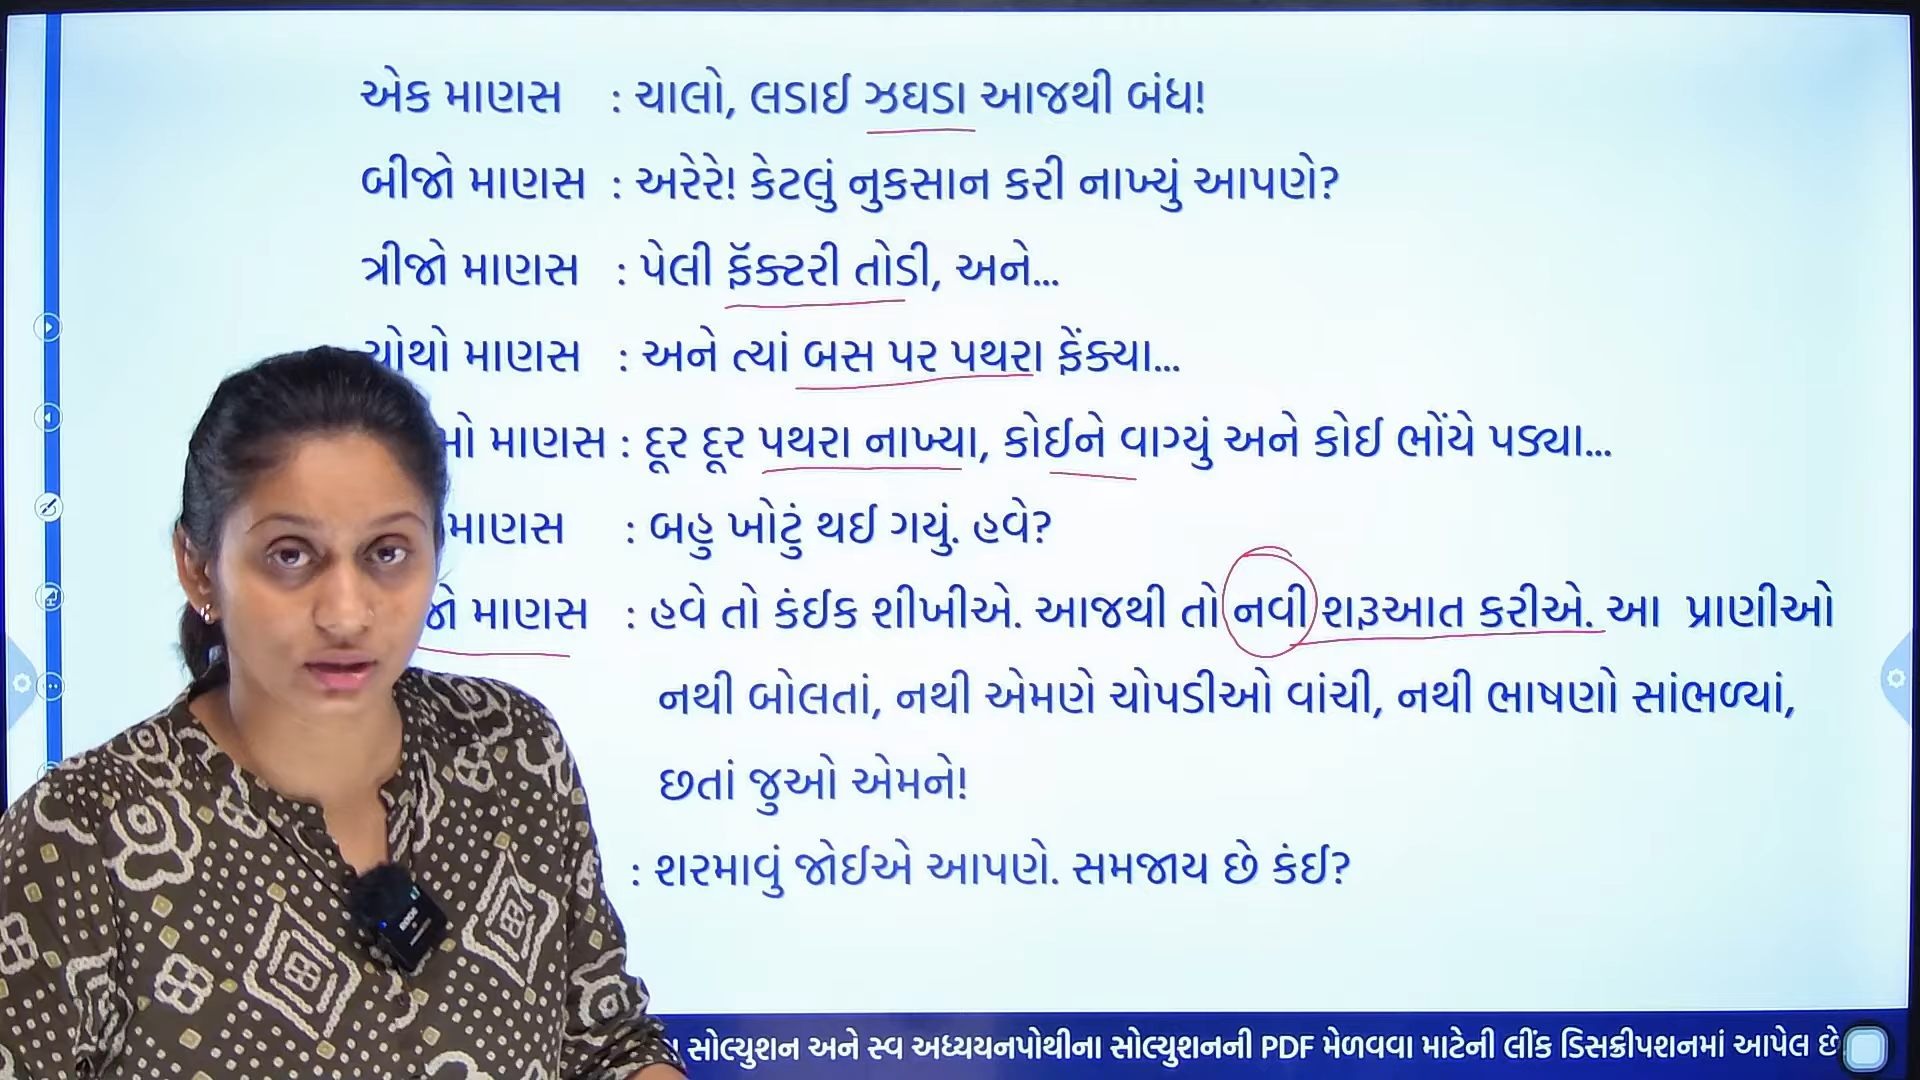 એક માણસ : ચાલો, લડાઈ ઝઘડા આજથી બંધ!
બીજો માણસ : અરેરે! કેટલું નુકસાન કરી નાખ્યું આપણે?
ત્રીજો માણસ : પેલી ફૅક્ટરી તોડી, અને...
ચોથો માણસ : અને ત્યાં બસ પર પથરા ફેંક્યા...
માણસ : દૂર દૂર પથરા નાખ્યા, કોઈને વાગ્યું અને કોઈ ભોંયે પડ્યા...
માણસ : બહુ ખોટું થઈ ગયું. હવે?
માણસ : હવે તો કંઈક શીખીએ. આજથી તો નવી શરૂઆત કરીએ. આ પ્રાણીઓ
નથી બોલતાં, નથી એમણે ચોપડીઓ વાંચી, નથી ભાષણો સાંભળ્યાં,
છતાં જુઓ એમને!
: શરમાવું જોઈએ આપણે. સમજાય છે કંઈ?
સોલ્યુશન અને સ્વ અધ્યયનપોથીના સોલ્યુશનની PDF મેળવવા માટેની લીંક ડિસક્રીપશનમાં આપેલ છે